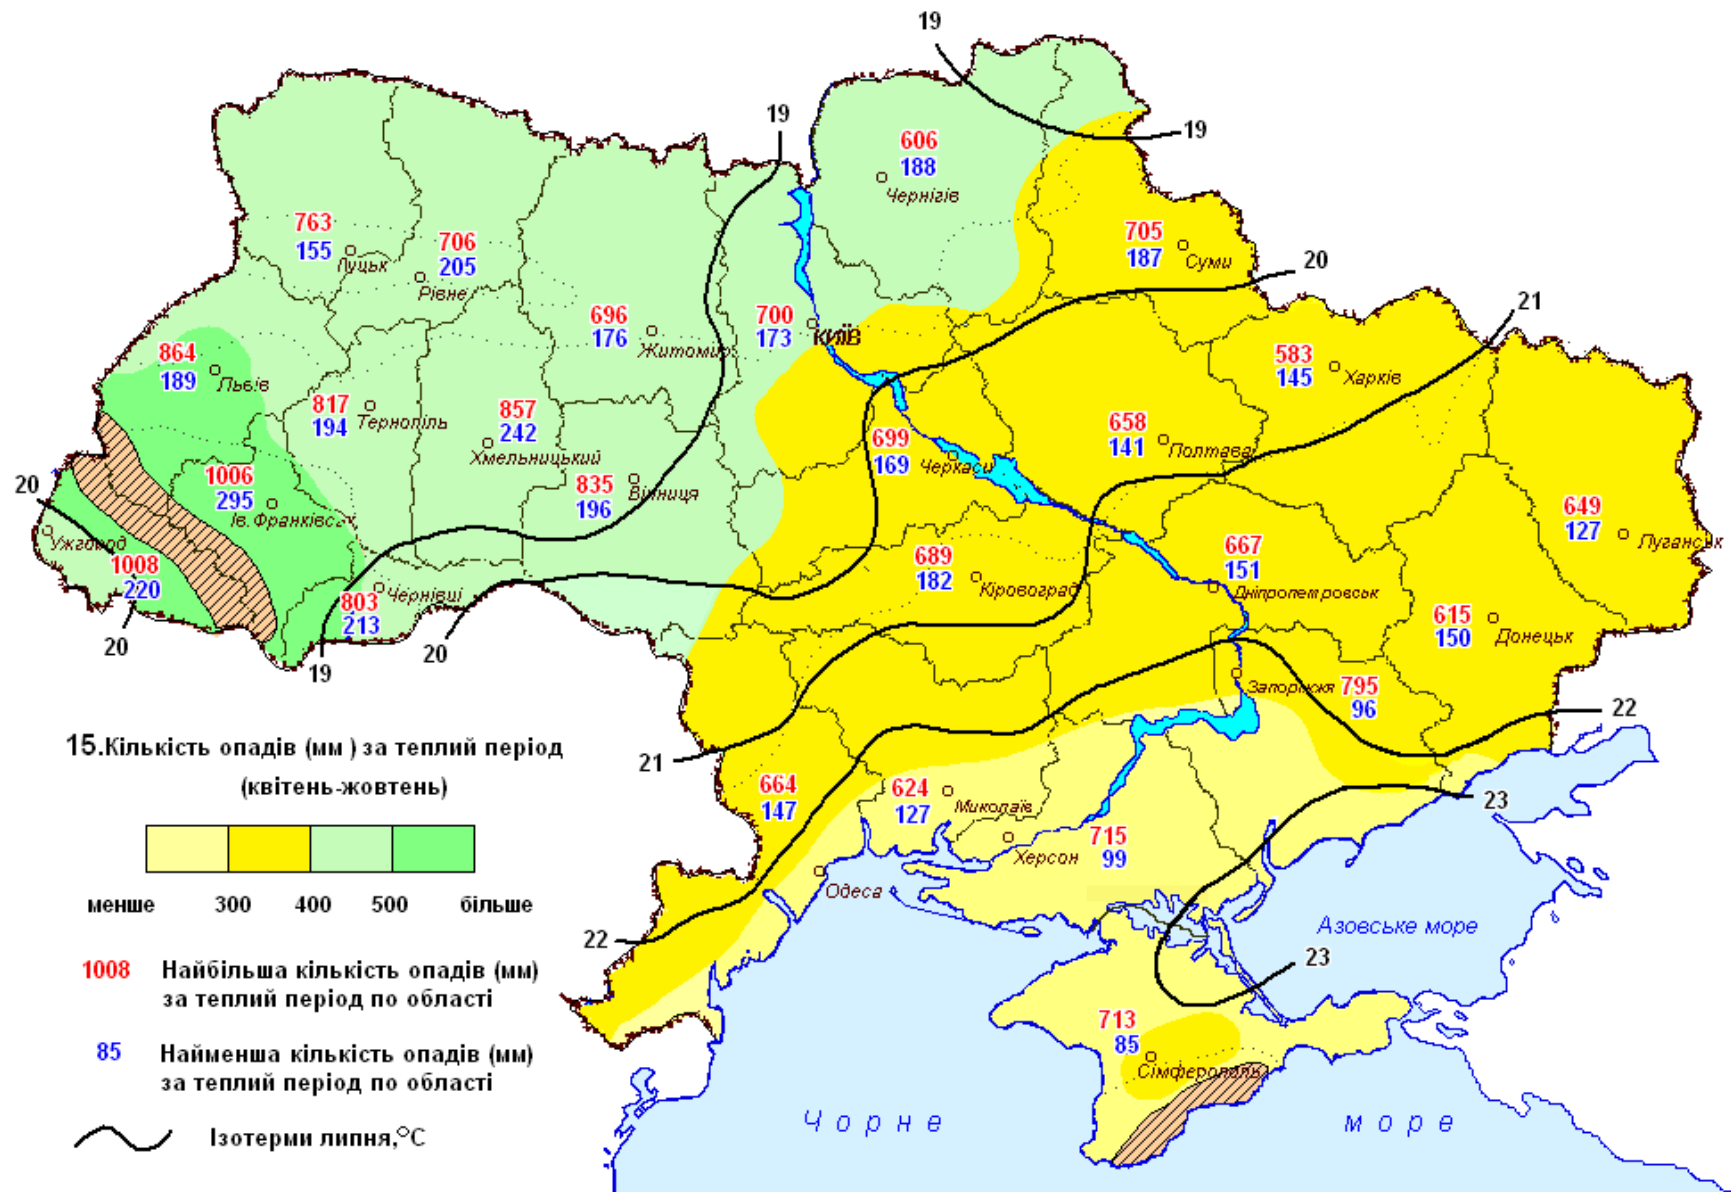 19
19
19
606
188
Чернігів
763
155
Луцьк
706
205
Рівне
705
187
Суми
20
21
696
176
Житомир
700
173
КИЇВ
864
189
Львів
583
145
Харків
817
194
Тернопіль
857
242
Хмельницький
699
169
Черкаси
658
141
Полтава
835
196
Вінниця
1006
295
Ів. Франківськ
20
Ужгород
1008
220
649
127
Луганськ
689
182
Кіровоград
667
151
Дніпропетровськ
803
213
Чернівці
615
150
Донецьк
20
20
19
Запоріжжя
795
96
22
21
664
147
624
127
Миколаїв
23
715
99
Херсон
Одеса
22
Азовське море
23
713
85
Сімферополь
Чорне море
15.Кількість опадів (мм ) за теплий період
(квітень-жовтень)
менше 300 400 500 більше
1008 Найбільша кількість опадів (мм)
за теплий період по області
85 Найменша кількість опадів (мм)
за теплий період по області
Ізотерми липня,°С